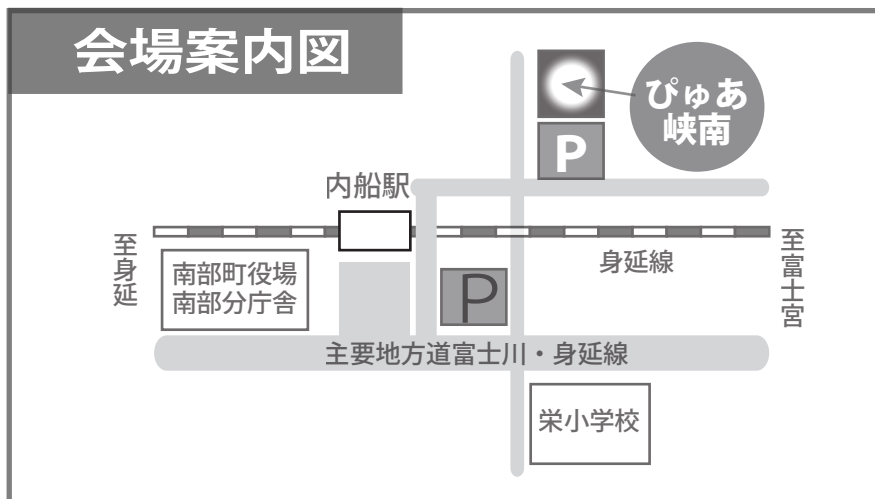 会場案内図
ぴゅあ
峡南
P
内船駅
至身延
身延線
至富士宮
南部町役場
南部分庁舎
P
主要地方道富士川・身延線
栄小学校